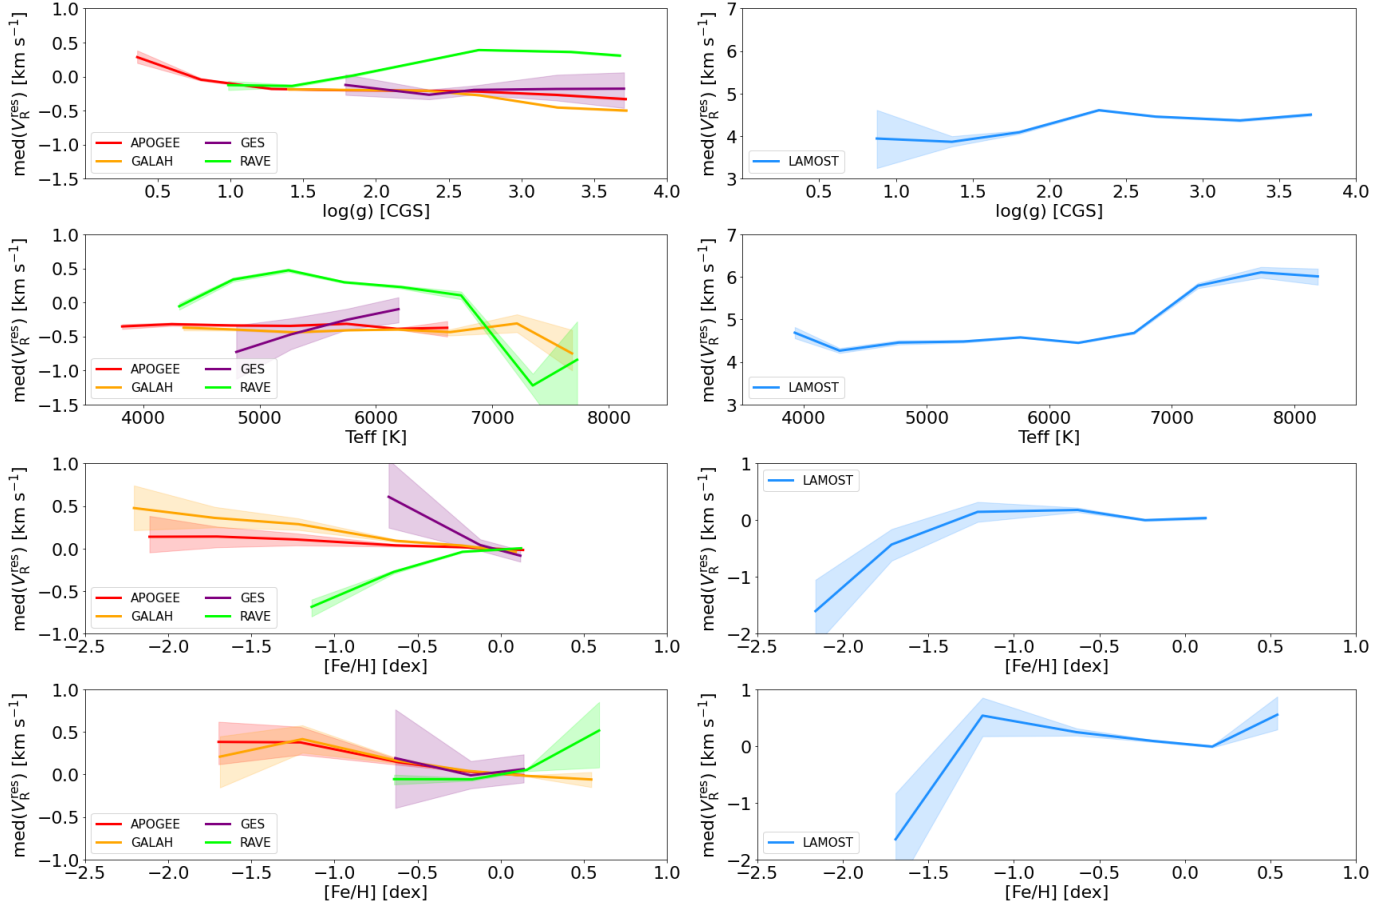 med(V_R^res) [km s⁻¹]
1.0
0.5
0.0
−0.5
−1.0
−1.5
APOGEE GES
GALAH RAVE
0.5 1.0 1.5 2.0 2.5 3.0 3.5 4.0
log(g) [CGS]
med(V_R^res) [km s⁻¹]
7
6
5
4
3
LAMOST
0.5 1.0 1.5 2.0 2.5 3.0 3.5 4.0
log(g) [CGS]
med(V_R^res) [km s⁻¹]
1.0
0.5
0.0
−0.5
−1.0
−1.5
APOGEE GES
GALAH RAVE
4000 5000 6000 7000 8000
Teff [K]
med(V_R^res) [km s⁻¹]
7
6
5
4
3
LAMOST
4000 5000 6000 7000 8000
Teff [K]
med(V_R^res) [km s⁻¹]
1.0
0.5
0.0
−0.5
−1.0
APOGEE GES
GALAH RAVE
−2.5 −2.0 −1.5 −1.0 −0.5 0.0 0.5 1.0
[Fe/H] [dex]
med(V_R^res) [km s⁻¹]
1
0
−1
−2
LAMOST
−2.5 −2.0 −1.5 −1.0 −0.5 0.0 0.5 1.0
[Fe/H] [dex]
med(V_R^res) [km s⁻¹]
1.0
0.5
0.0
−0.5
−1.0
APOGEE GES
GALAH RAVE
−2.5 −2.0 −1.5 −1.0 −0.5 0.0 0.5 1.0
[Fe/H] [dex]
med(V_R^res) [km s⁻¹]
1
0
−1
−2
LAMOST
−2.5 −2.0 −1.5 −1.0 −0.5 0.0 0.5 1.0
[Fe/H] [dex]